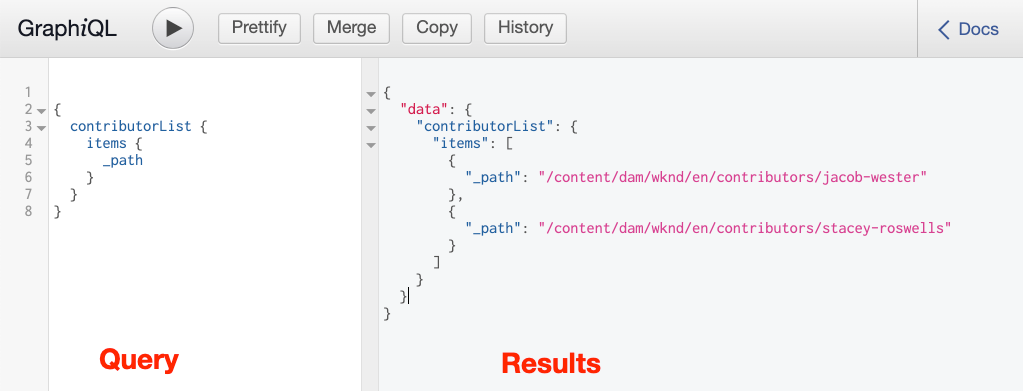 GraphiQL Prettify Merge Copy History Docs
1
2 {
3 contributorList {
4 items {
5 _path
6 }
7 }
8 }
{
"data": {
"contributorList": {
"items": [
{
"_path": "/content/dam/wknd/en/contributors/jacob-wester"
},
{
"_path": "/content/dam/wknd/en/contributors/stacey-roswells"
}
]
}
}
}
Query
Results